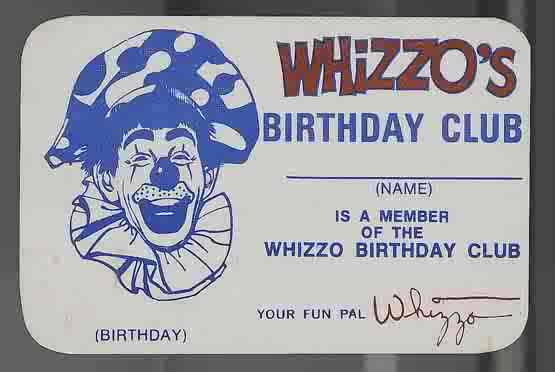 WHiZZO'S
BIRTHDAY CLUB
(NAME)
IS A MEMBER
OF THE
WHIZZO BIRTHDAY CLUB
YOUR FUN PAL Whizzo
(BIRTHDAY)